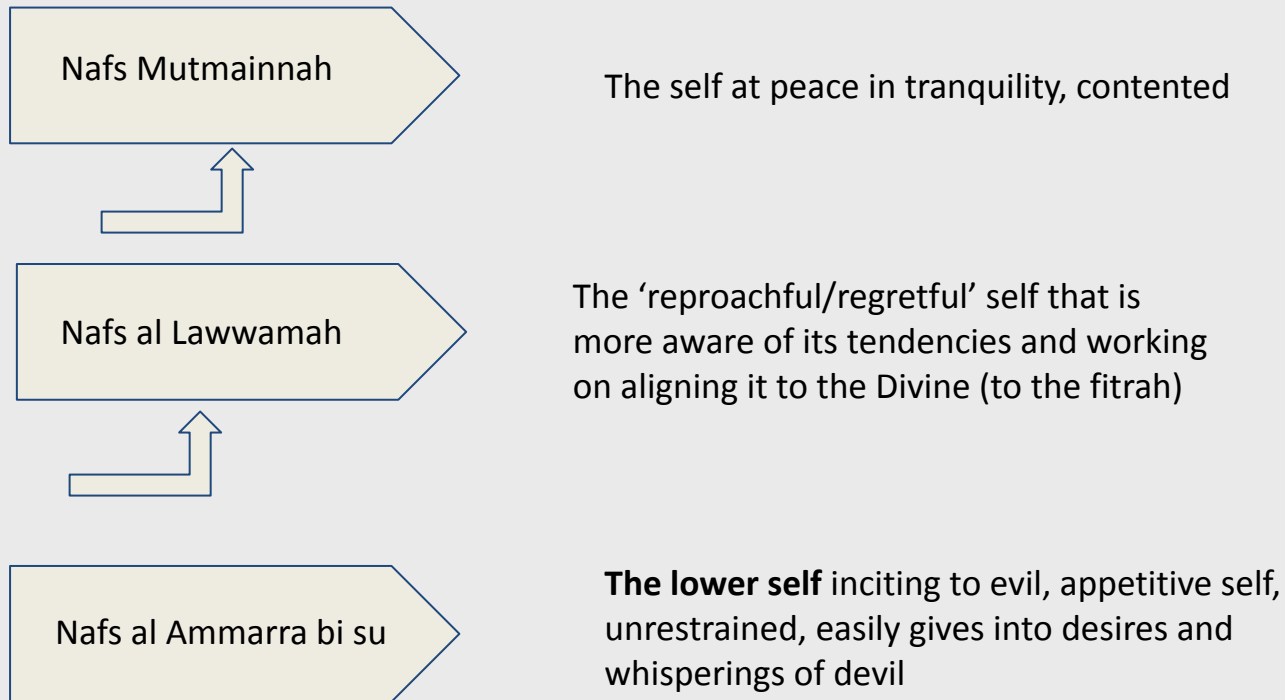 Nafs Mutmainnah
The self at peace in tranquility, contented
Nafs al Lawwamah
The ‘reproachful/regretful’ self that is
more aware of its tendencies and working
on aligning it to the Divine (to the fitrah)
Nafs al Ammarra bi su
The lower self inciting to evil, appetitive self,
unrestrained, easily gives into desires and
whisperings of devil